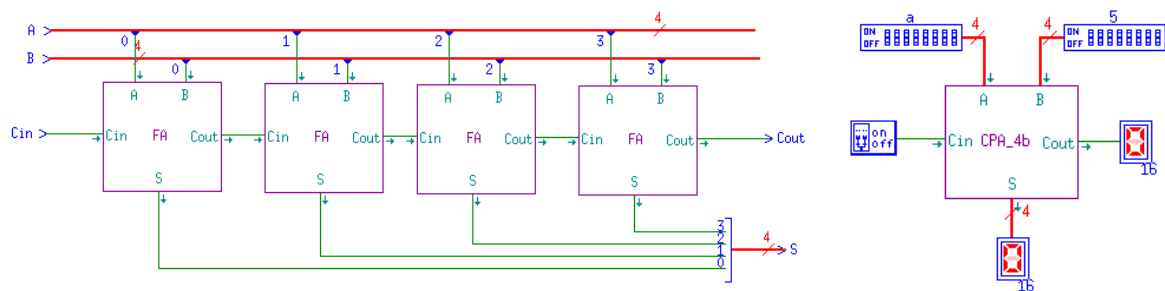 A 4
0 1 2 3
B 4
0 1 2 3
A B A B A B A B
Cin Cin FA Cout Cin FA Cout Cin FA Cout Cin FA Cout Cout
S S S S
3
2
1
0
4 S
a 5
ON
OFF
4 4
ON
OFF
A B
on
off
Cin CPA_4b Cout
16
S
4
16